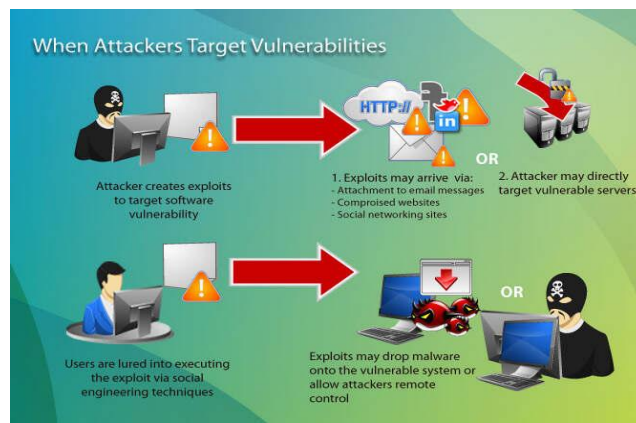 When Attackers Target Vulnerabilities
HTTP://
in
OR
Attacker creates exploits
to target software
vulnerability
1. Exploits may arrive via:
- Attachment to email messages
- Comproised websites
- Social networking sites
2. Attacker may directly
target vulnerable servers
OR
Users are lured into executing
the exploit via social
engineering techniques
Exploits may drop malware
onto the vulnerable system or
allow attackers remote
control